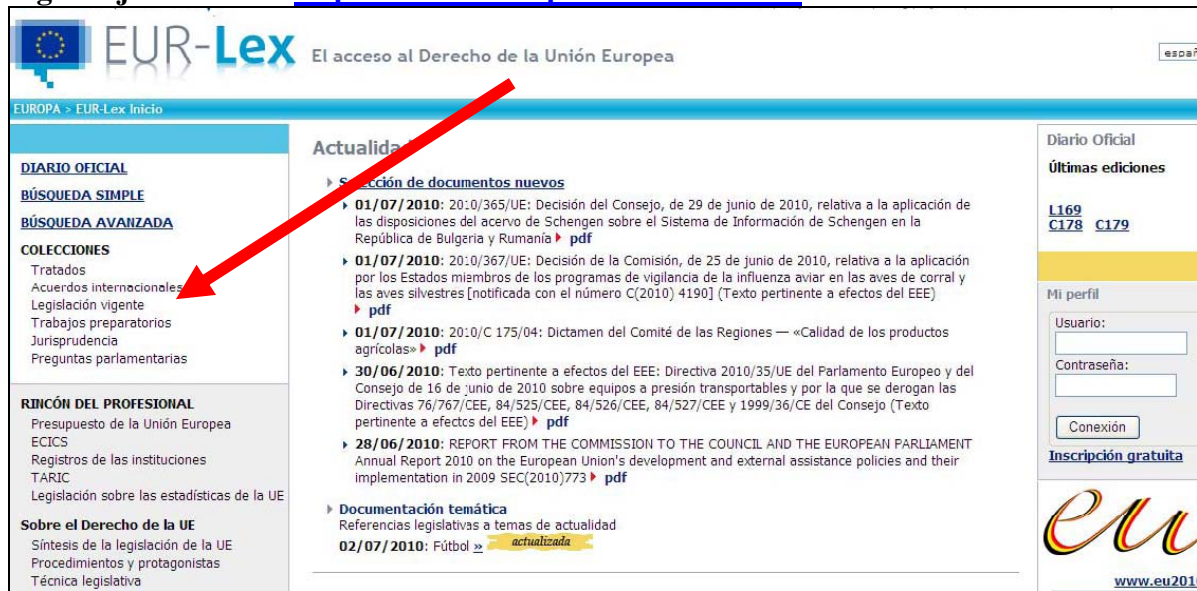 EUR-Lex El acceso al Derecho de la Unión Europea
EUROPA > EUR-Lex Inicio
DIARIO OFICIAL
BÚSQUEDA SIMPLE
BÚSQUEDA AVANZADA
COLECCIONES
Tratados
Acuerdos internacionales
Legislación vigente
Trabajos preparatorios
Jurisprudencia
Preguntas parlamentarias
RINCÓN DEL PROFESIONAL
Presupuesto de la Unión Europea
ECICS
Registros de las instituciones
TARIC
Legislación sobre las estadísticas de la UE
Sobre el Derecho de la UE
Síntesis de la legislación de la UE
Procedimientos y protagonistas
Técnica legislativa
Actualidad
Selección de documentos nuevos
01/07/2010: 2010/365/UE: Decisión del Consejo, de 29 de junio de 2010, relativa a la aplicación de
las disposiciones del acervo de Schengen sobre el Sistema de Información de Schengen en la
República de Bulgaria y Rumanía pdf
01/07/2010: 2010/367/UE: Decisión de la Comisión, de 25 de junio de 2010, relativa a la aplicación
por los Estados miembros de los programas de vigilancia de la influenza aviar en las aves de corral y
las aves silvestres [notificada con el número C(2010) 4190] (Texto pertinente a efectos del EEE)
pdf
01/07/2010: 2010/C 175/04: Dictamen del Comité de las Regiones — «Calidad de los productos
agrícolas» pdf
30/06/2010: Texto pertinente a efectos del EEE: Directiva 2010/35/UE del Parlamento Europeo y del
Consejo de 16 de junio de 2010 sobre equipos a presión transportables y por la que se derogan las
Directivas 76/767/CEE, 84/525/CEE, 84/526/CEE, 84/527/CEE y 1999/36/CE del Consejo (Texto
pertinente a efectos del EEE) pdf
28/06/2010: REPORT FROM THE COMMISSION TO THE COUNCIL AND THE EUROPEAN PARLIAMENT
Annual Report 2010 on the European Union's development and external assistance policies and their
implementation in 2009 SEC(2010)773 pdf
Documentación temática
Referencias legislativas a temas de actualidad
02/07/2010: Fútbol » actualizada
Diario Oficial
Últimas ediciones
L169
C178 C179
Mi perfil
Usuario:
Contraseña:
Conexión
Inscripción gratuita
eu
www.eu201